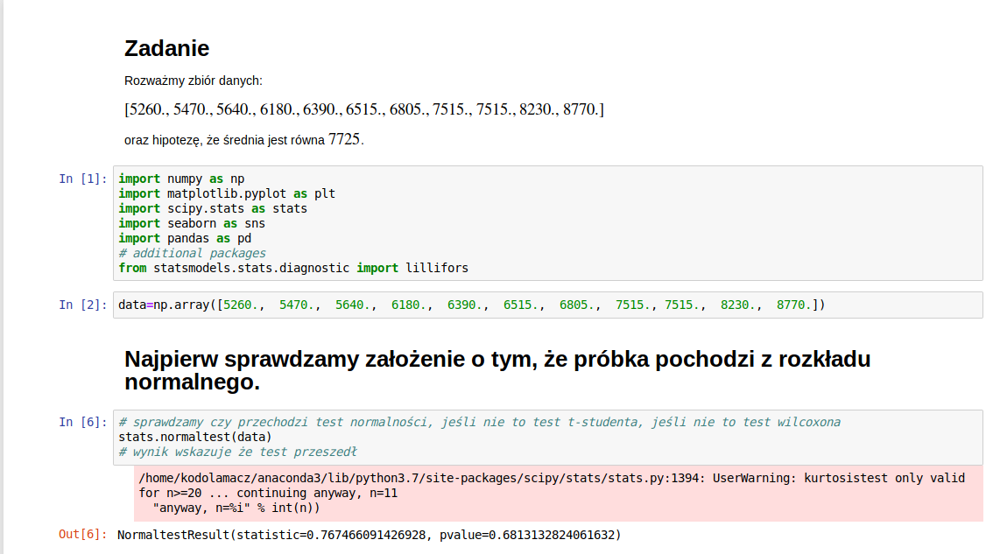 Zadanie
Rozważmy zbiór danych:
[5260., 5470., 5640., 6180., 6390., 6515., 6805., 7515., 7515., 8230., 8770.]
oraz hipotezę, że średnia jest równa 7725.
In [1]: import numpy as np
import matplotlib.pyplot as plt
import scipy.stats as stats
import seaborn as sns
import pandas as pd
# additional packages
from statsmodels.stats.diagnostic import lillifors
In [2]: data=np.array([5260., 5470., 5640., 6180., 6390., 6515., 6805., 7515., 7515., 8230., 8770.])
Najpierw sprawdzamy założenie o tym, że próbka pochodzi z rozkładu
normalnego.
In [6]: # sprawdzamy czy przechodzi test normalności, jeśli nie to test t-studenta, jeśli nie to test wilcoxona
stats.normaltest(data)
# wynik wskazuje że test przeszedł
/home/kodolamacz/anaconda3/lib/python3.7/site-packages/scipy/stats/stats.py:1394: UserWarning: kurtosistest only valid
for n>=20 ... continuing anyway, n=11
"anyway, n=%i" % int(n))
Out[6]: NormaltestResult(statistic=0.767466091426928, pvalue=0.6813132824061632)